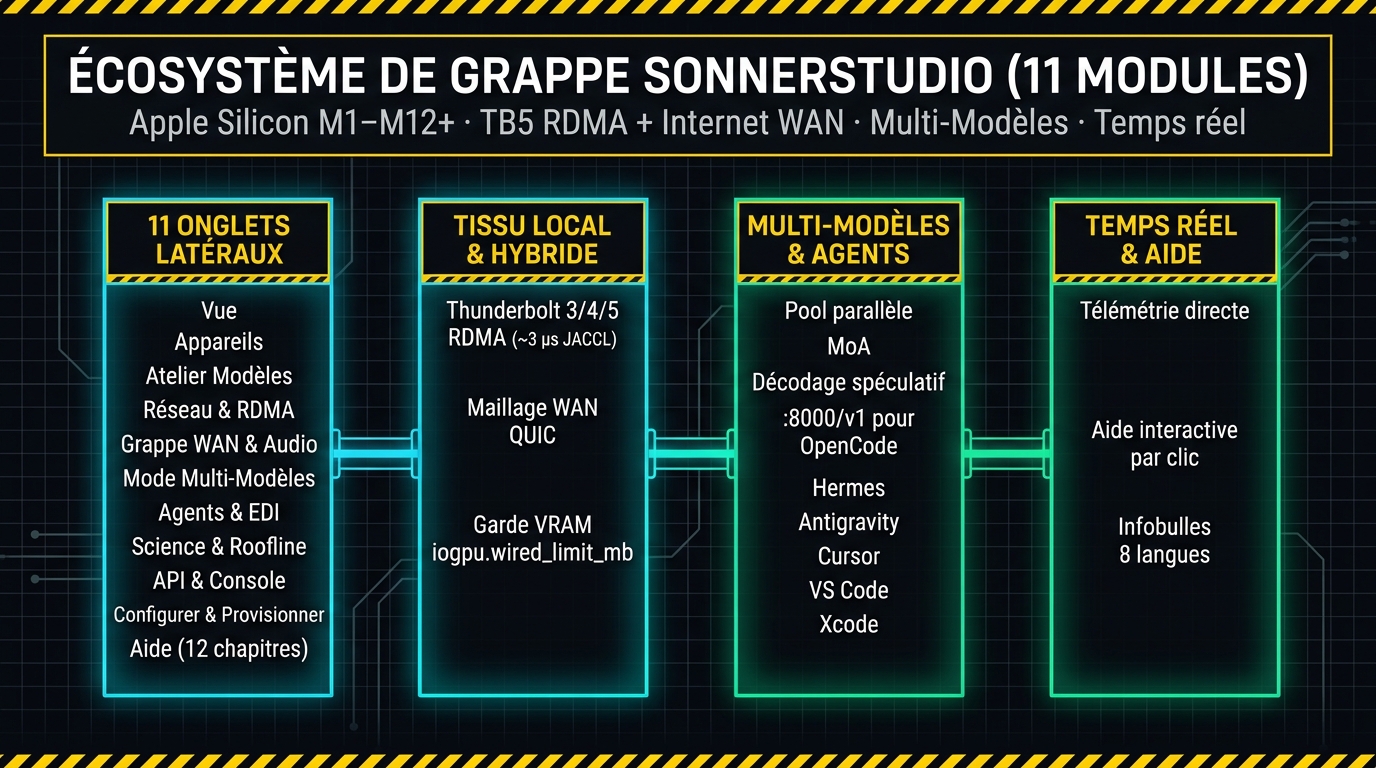 ÉCOSYSTÈME DE GRAPPE SONNERSTUDIO (11 MODULES)
Apple Silicon M1–M12+ · TB5 RDMA + Internet WAN · Multi-Modèles · Temps réel
11 ONGLETS
LATÉRAUX
Vue
Appareils
Atelier Modèles
Réseau & RDMA
Grappe WAN & Audio
Mode Multi-Modèles
Agents & EDI
Science & Roofline
API & Console
Configurer & Provisionner
Aide (12 chapitres)
TISSU LOCAL
& HYBRIDE
Thunderbolt 3/4/5
RDMA (~3 µs JACCL)
Maillage WAN
QUIC
Garde VRAM
iogpu.wired_limit_mb
MULTI-MODÈLES
& AGENTS
Pool parallèle
MoA
Décodage spéculatif
:8000/v1 pour
OpenCode
Hermes
Antigravity
Cursor
VS Code
Xcode
TEMPS RÉEL
& AIDE
Télémétrie directe
Aide interactive
par clic
Infobulles
8 langues